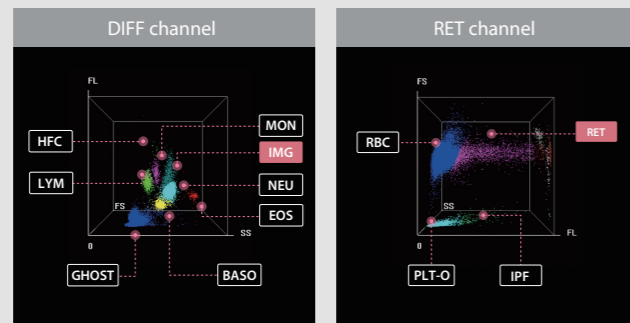 DIFF channel
FL
HFC
MON
IMG
LYM
NEU
FS
EOS
0
SS
GHOST
BASO
RET channel
FS
RET
RBC
SS
0
FL
PLT-O
IPF